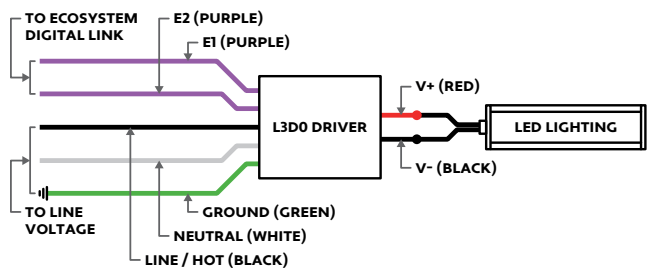 TO ECOSYSTEM
DIGITAL LINK
E2 (PURPLE)
E1 (PURPLE)
L3D0 DRIVER
V+ (RED)
LED LIGHTING
V- (BLACK)
TO LINE
VOLTAGE
GROUND (GREEN)
NEUTRAL (WHITE)
LINE / HOT (BLACK)